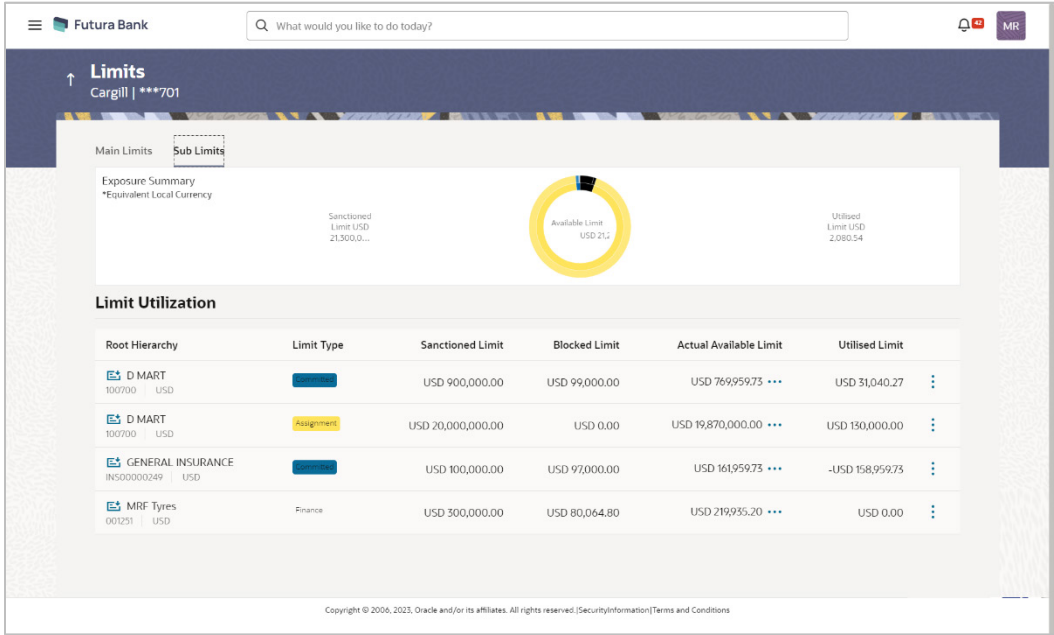 Futura Bank
What would you like to do today?
42
MR
Limits
Cargill | ***701
Main Limits
Sub Limits
Exposure Summary
*Equivalent Local Currency
Sanctioned
Limit USD
21,300,0...
Available Limit
USD 21,2
Utilised
Limit USD
2,080.54
Limit Utilization
Root Hierarchy Limit Type Sanctioned Limit Blocked Limit Actual Available Limit Utilised Limit
D MART
100700 | USD
Committed
USD 900,000.00 USD 99,000.00 USD 769,959.73 ••• USD 31,040.27
D MART
100700 | USD
Assignment
USD 20,000,000.00 USD 0.00 USD 19,870,000.00 ••• USD 130,000.00
GENERAL INSURANCE
INS00000249 | USD
Committed
USD 100,000.00 USD 97,000.00 USD 161,959.73 ••• -USD 158,959.73
MRF Tyres
001251 | USD
Finance
USD 300,000.00 USD 80,064.80 USD 219,935.20 ••• USD 0.00
Copyright © 2006, 2023, Oracle and/or its affiliates. All rights reserved.|SecurityInformation|Terms and Conditions